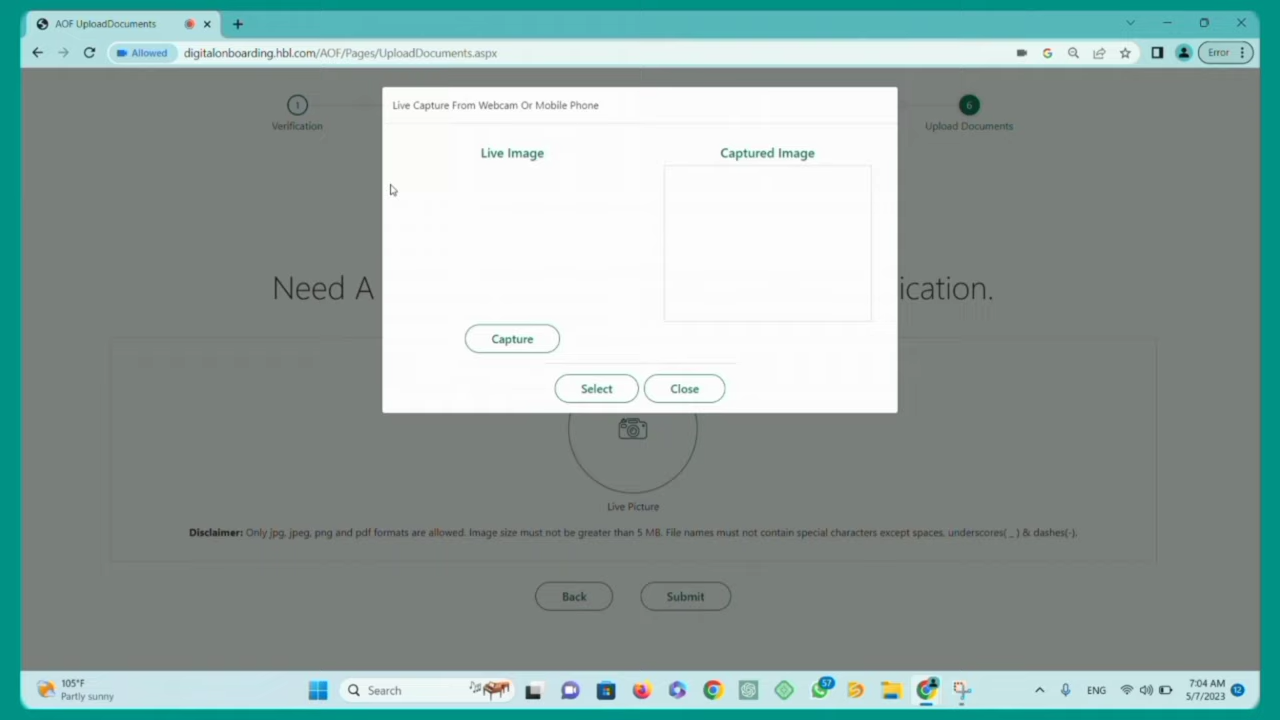 AOF UploadDocuments
Allowed
digitalonboarding.hbl.com/AOF/Pages/UploadDocuments.aspx
Error
1
Verification
6
Upload Documents
Live Capture From Webcam Or Mobile Phone
Live Image
Captured Image
Need A
ication.
Capture
Select
Close
Live Picture
Disclaimer: Only jpg, jpeg, png and pdf formats are allowed. Image size must not be greater than 5 MB. File names must not contain special characters except spaces, underscores( _ ) & dashes(-).
Back
Submit
105°F
Partly sunny
Search
57
ENG
7:04 AM
5/7/2023
12